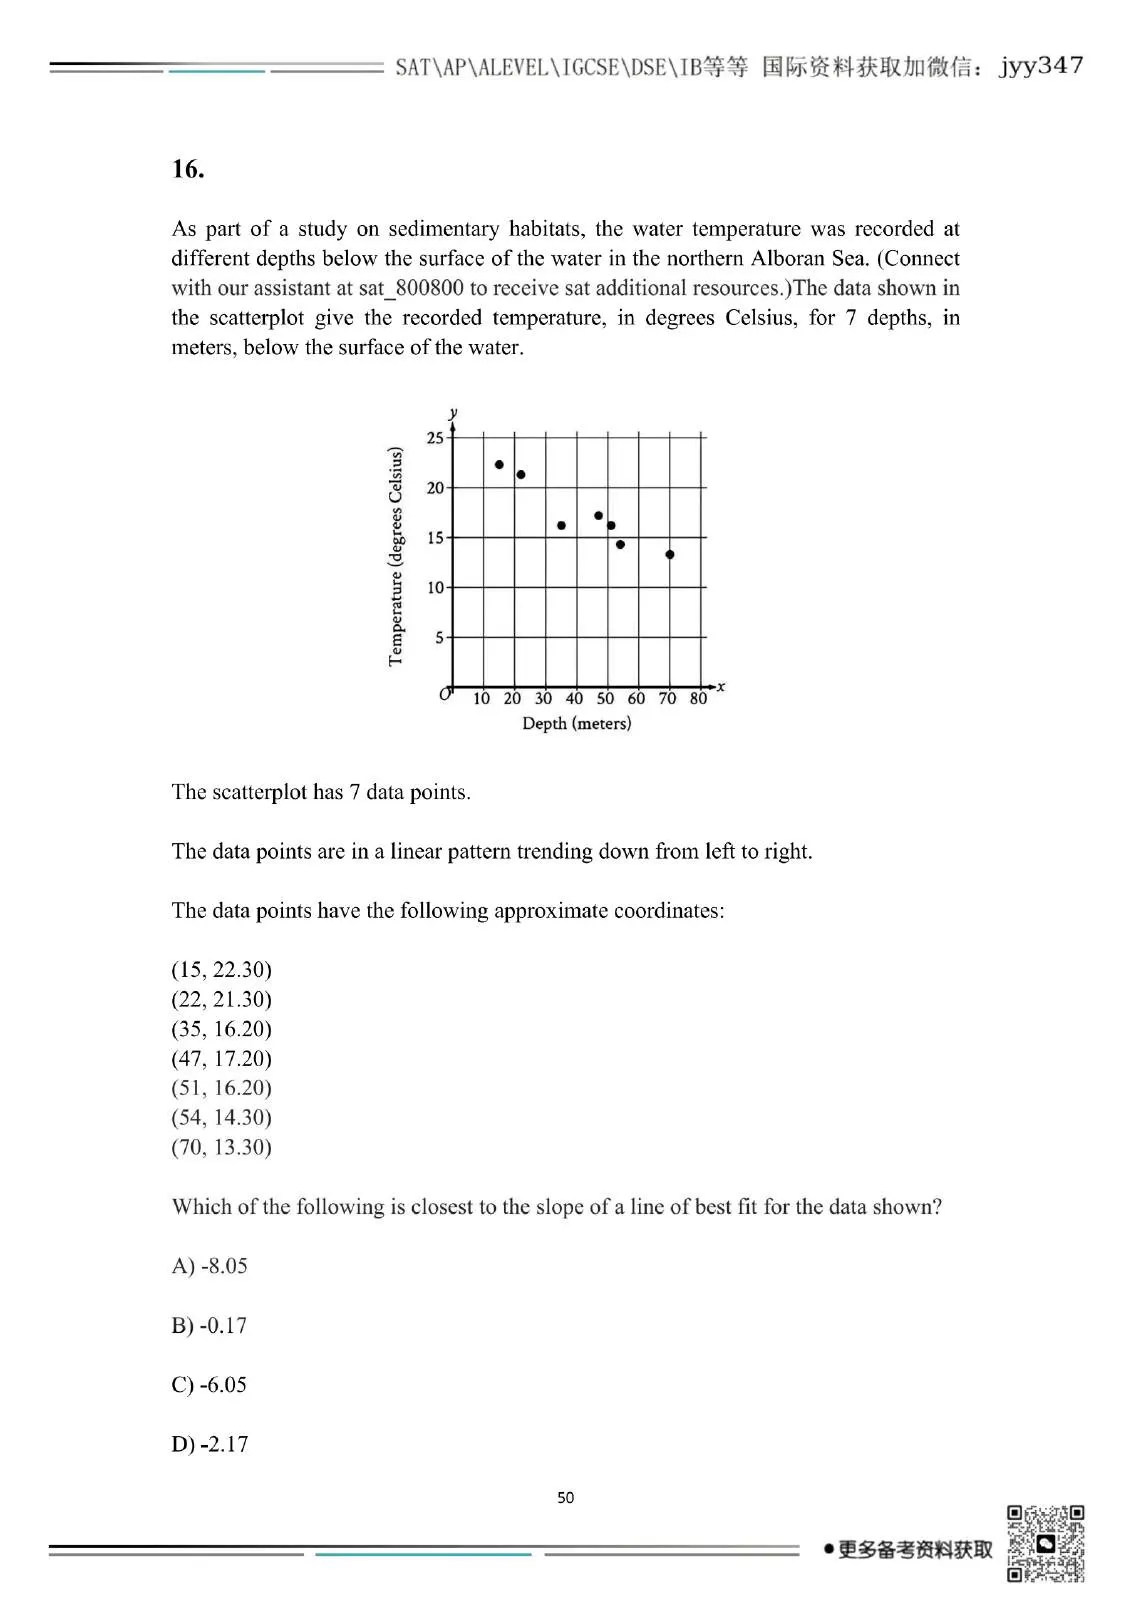 SAT\AP\ALEVEL\IGCSE\DSE\IB等等 国际资料获取加微信：jyy347
16.
As part of a study on sedimentary habitats, the water temperature was recorded at
different depths below the surface of the water in the northern Alboran Sea. (Connect
with our assistant at sat_800800 to receive sat additional resources.)The data shown in
the scatterplot give the recorded temperature, in degrees Celsius, for 7 depths, in
meters, below the surface of the water.
y
25
20
15
10
5
Temperature (degrees Celsius)
O
10 20 30 40 50 60 70 80
x
Depth (meters)
The scatterplot has 7 data points.
The data points are in a linear pattern trending down from left to right.
The data points have the following approximate coordinates:
(15, 22.30)
(22, 21.30)
(35, 16.20)
(47, 17.20)
(51, 16.20)
(54, 14.30)
(70, 13.30)
Which of the following is closest to the slope of a line of best fit for the data shown?
A) -8.05
B) -0.17
C) -6.05
D) -2.17
50
●更多备考资料获取